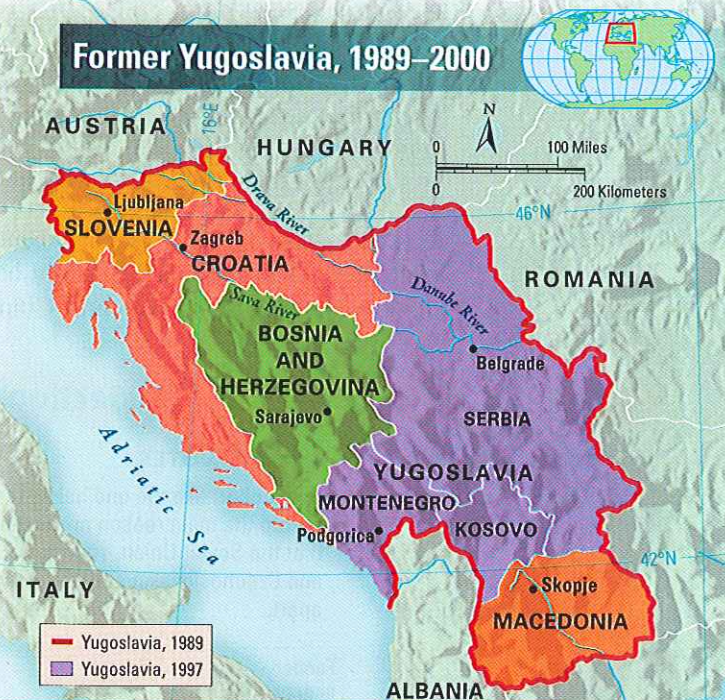 Former Yugoslavia, 1989–2000
AUSTRIA
16°E
HUNGARY
N
0 100 Miles
0 200 Kilometers
Drava River
46°N
Ljubljana
SLOVENIA
Zagreb
CROATIA
ROMANIA
Danube River
Sava River
BOSNIA
AND
HERZEGOVINA
Belgrade
Sarajevo
SERBIA
Adriatic Sea
YUGOSLAVIA
MONTENEGRO
KOSOVO
Podgorica
42°N
ITALY
Skopje
MACEDONIA
Yugoslavia, 1989
Yugoslavia, 1997
ALBANIA